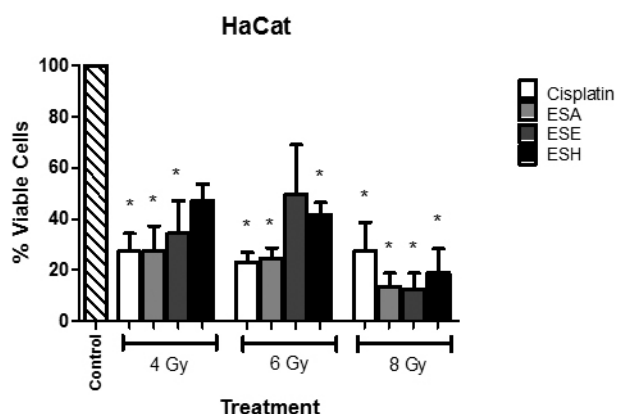 HaCat
% Viable Cells
100
80
60
40
20
0
* * *
* * *
* * * *
Cisplatin
ESA
ESE
ESH
Control
4 Gy
6 Gy
8 Gy
Treatment